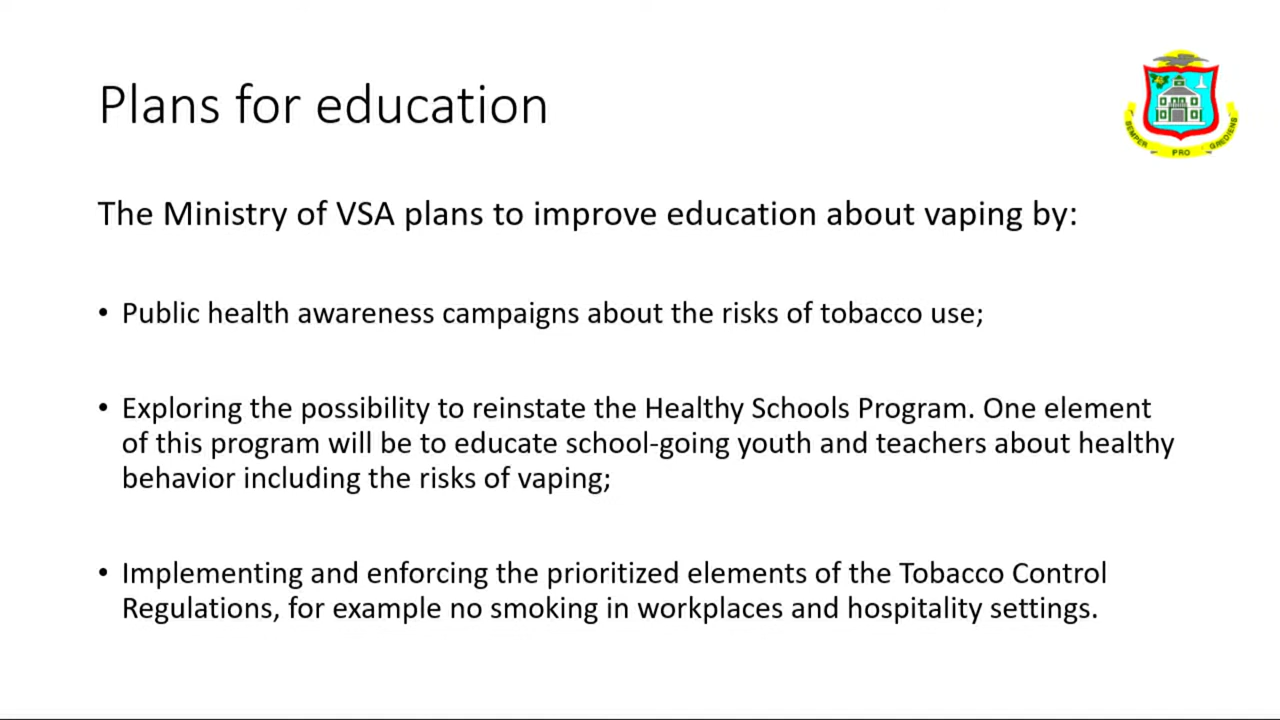 Plans for education
SEMPER PRO GREDIENS
The Ministry of VSA plans to improve education about vaping by:
• Public health awareness campaigns about the risks of tobacco use;
• Exploring the possibility to reinstate the Healthy Schools Program. One element
of this program will be to educate school-going youth and teachers about healthy
behavior including the risks of vaping;
• Implementing and enforcing the prioritized elements of the Tobacco Control
Regulations, for example no smoking in workplaces and hospitality settings.